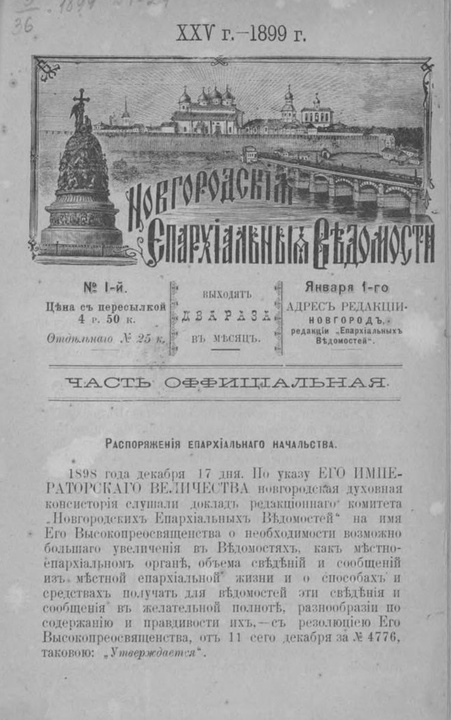 36.
1899
XXV г.—1899 г.
Новгородскія
Епархіальныя Вѣдомости
№ 1-й.
Цѣна съ пересылкой
4 р. 50 к.
Отдѣльнаго № 25 к.
ВЫХОДЯТЪ
ДВА РАЗА
ВЪ МѢСЯЦЪ.
Января 1-го
АДРЕСЪ РЕДАКЦІИ—
НОВГОРОДЪ,
редакціи „Епархіальныхъ
Вѣдомостей".
ЧАСТЬ ОФФИЦІАЛЬНАЯ.
РАСПОРЯЖЕНІЯ ЕПАРХІАЛЬНАГО НАЧАЛЬСТВА.
1898 года декабря 17 дня. По указу ЕГО ИМПЕ-
РАТОРСКАГО ВЕЛИЧЕСТВА новгородская духовная
консисторія слушали докладъ редакціоннаго комитета
„Новгородскихъ Епархіальныхъ Вѣдомостей" на имя
Его Высокопреосвященства о необходимости возможно
большаго увеличенія въ Вѣдомостяхъ, какъ мѣстно-
епархіальномъ органѣ, объема свѣдѣній и сообщеній
изъ мѣстной епархіальной жизни и о способахъ и
средствахъ получать для вѣдомостей эти свѣдѣнія и
сообщенія въ желательной полнотѣ, разнообразіи по
содержанію и правдивости ихъ,—съ резолюціею Его
Высокопреосвященства, отъ 11 сего декабря за № 4776,
таковою: „Утверждается".